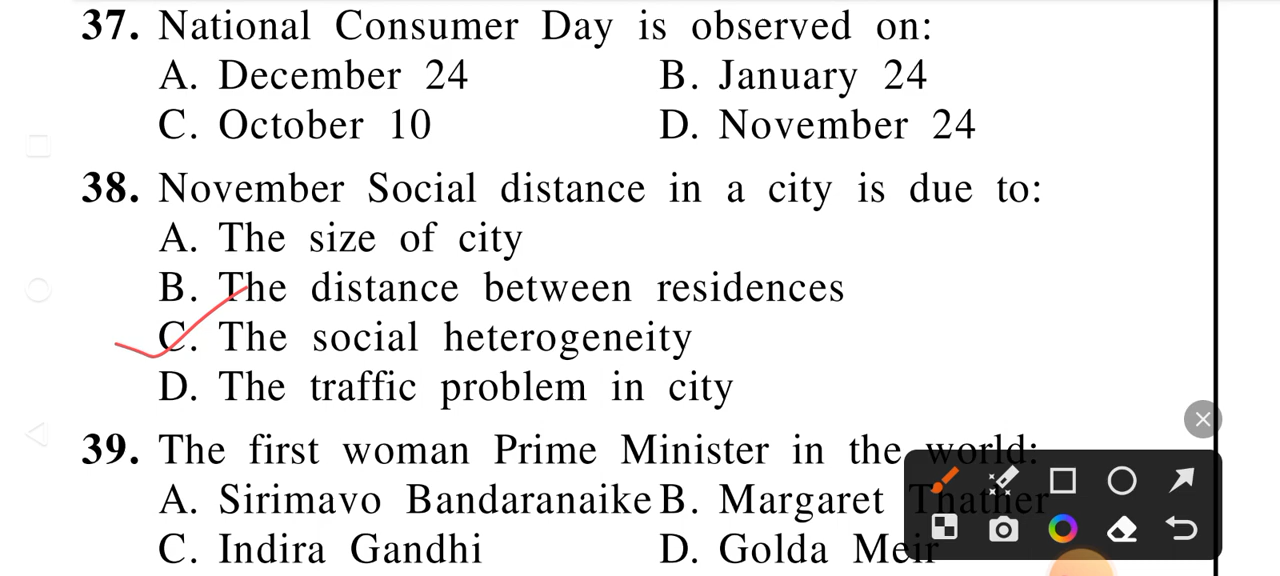 37. National Consumer Day is observed on:
A. December 24 B. January 24
C. October 10 D. November 24
38. November Social distance in a city is due to:
A. The size of city
B. The distance between residences
C. The social heterogeneity
D. The traffic problem in city
39. The first woman Prime Minister in the world:
A. Sirimavo Bandaranaike B. Margaret Thather
C. Indira Gandhi D. Golda Meir